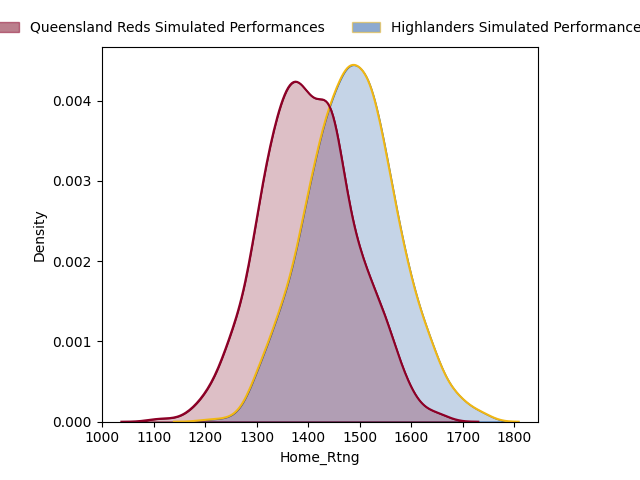 Queensland Reds Simulated Performances
Highlanders Simulated Performance
0.004
0.003
0.002
0.001
0.000
Density
1000 1100 1200 1300 1400 1500 1600 1700 1800
Home_Rtng